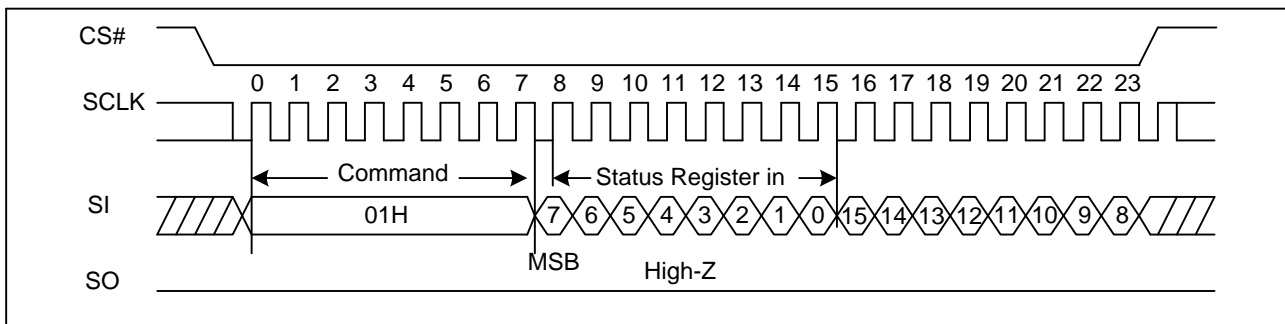 CS#
0 1 2 3 4 5 6 7 8 9 10 11 12 13 14 15 16 17 18 19 20 21 22 23
SCLK
Command Status Register in
SI 01H 7 6 5 4 3 2 1 0 15 14 13 12 11 10 9 8
MSB High-Z
SO